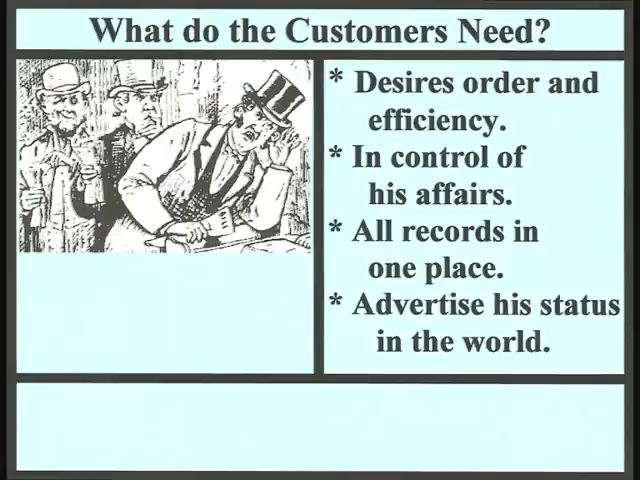 What do the Customers Need?
* Desires order and
efficiency.
* In control of
his affairs.
* All records in
one place.
* Advertise his status
in the world.